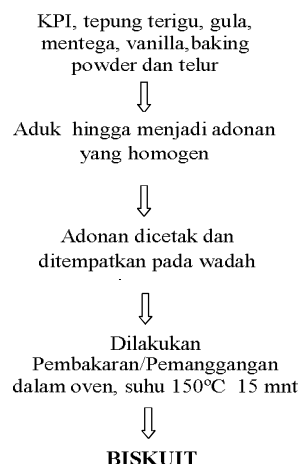 KPI, tepung terigu, gula,
mentega, vanilla,baking
powder dan telur
Aduk hingga menjadi adonan
yang homogen
Adonan dicetak dan
ditempatkan pada wadah
Dilakukan
Pembakaran/Pemanggangan
dalam oven, suhu 150°C 15 mnt
BISKUIT